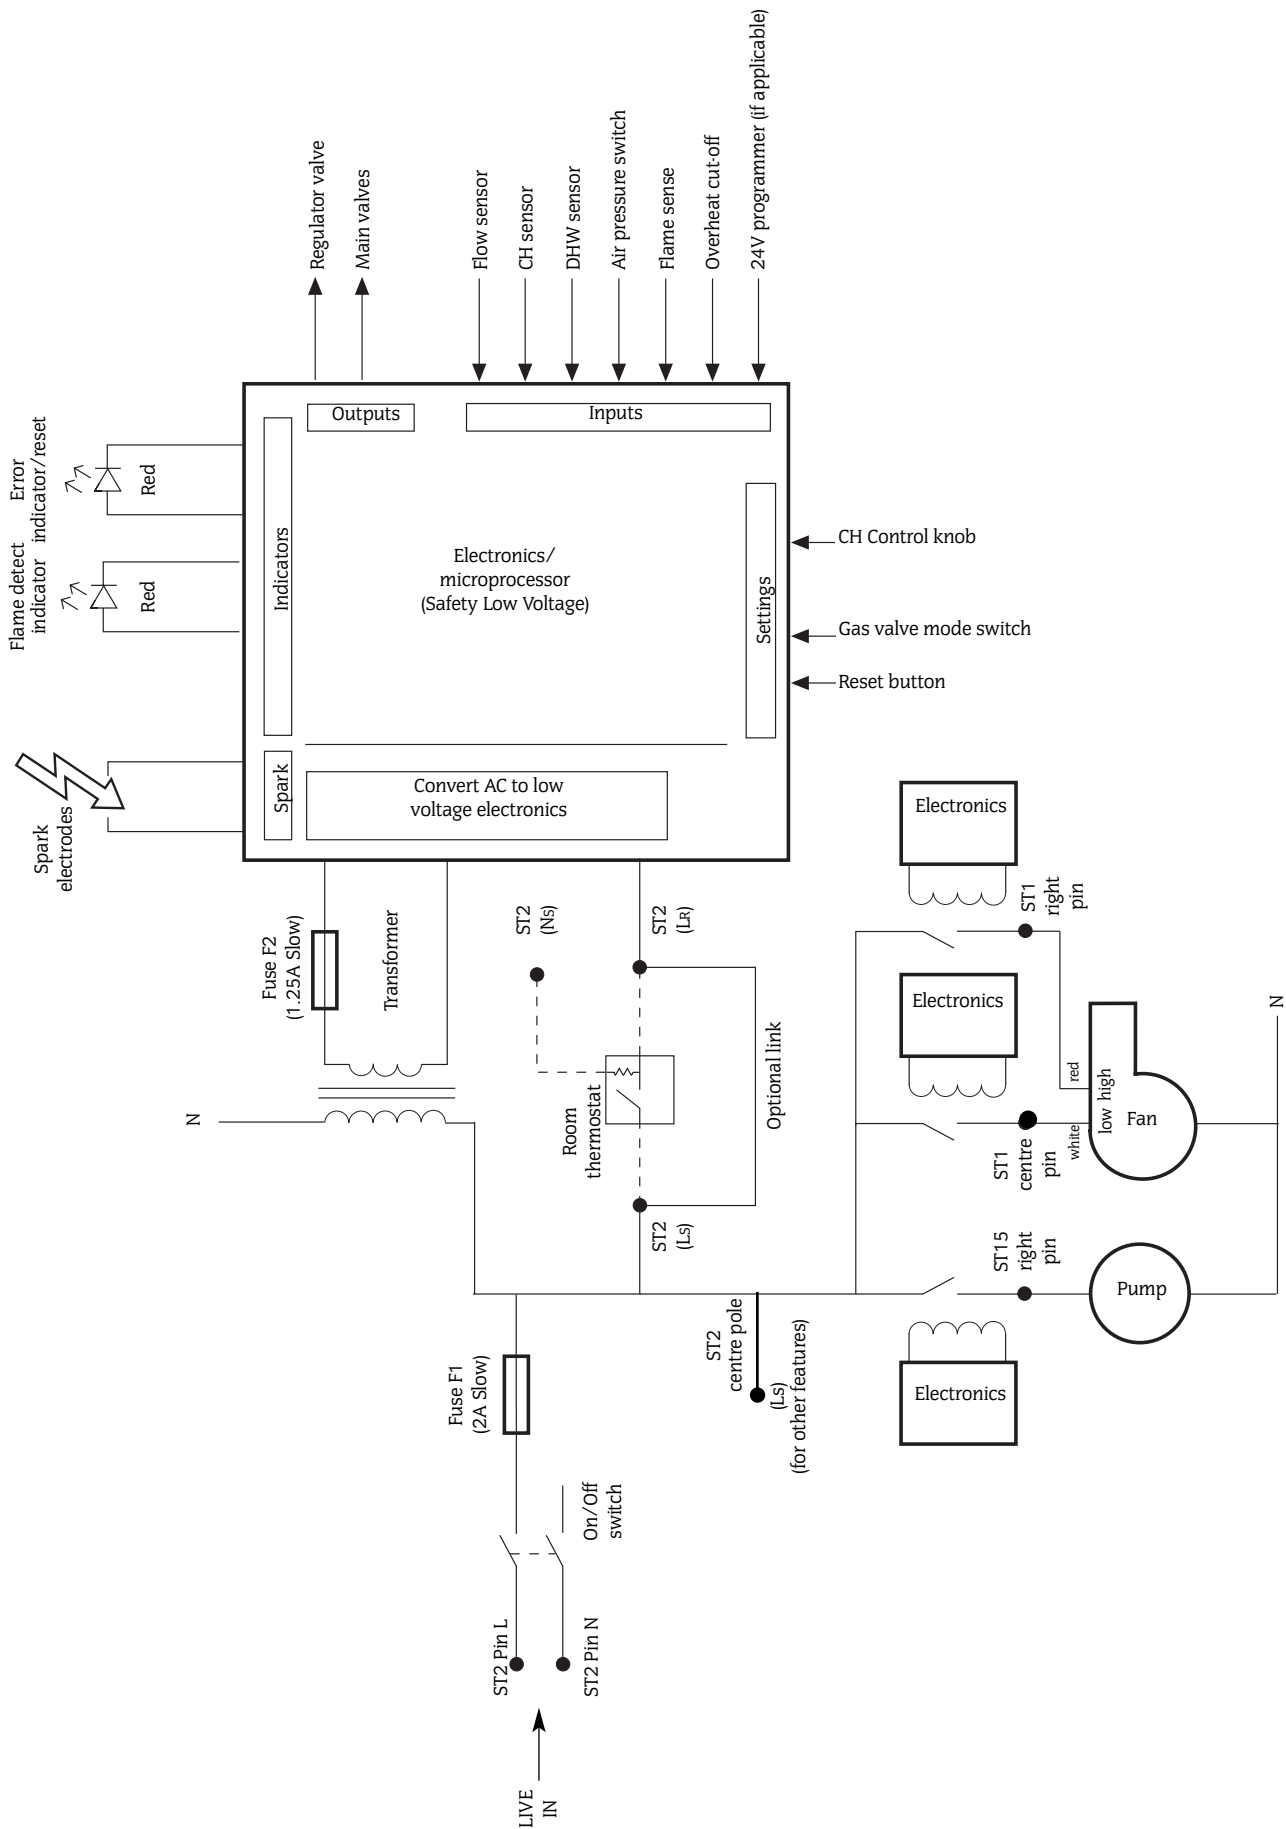 Regulator valve
Main valves
Flow sensor
CH sensor
DHW sensor
Air pressure switch
Flame sense
Overheat cut-off
24V programmer (if applicable)
Error
indicator/reset
Flame detect
indicator
Red
Red
Outputs
Inputs
Indicators
Electronics/
microprocessor
(Safety Low Voltage)
Settings
CH Control knob
Gas valve mode switch
Reset button
Spark
electrodes
Spark
Convert AC to low
voltage electronics
Fuse F2
(1.25A Slow)
Transformer
ST2
(Ns)
ST2
(LR)
N
Room
thermostat
Optional link
ST2
(Ls)
Electronics
ST1
right
pin
Electronics
red
low high
Fan
white
ST1
centre
pin
N
ST15
right
pin
Pump
Electronics
ST2
centre pole
(Ls)
(for other features)
Fuse F1
(2A Slow)
On/Off
switch
ST2 Pin L
ST2 Pin N
LIVE
IN